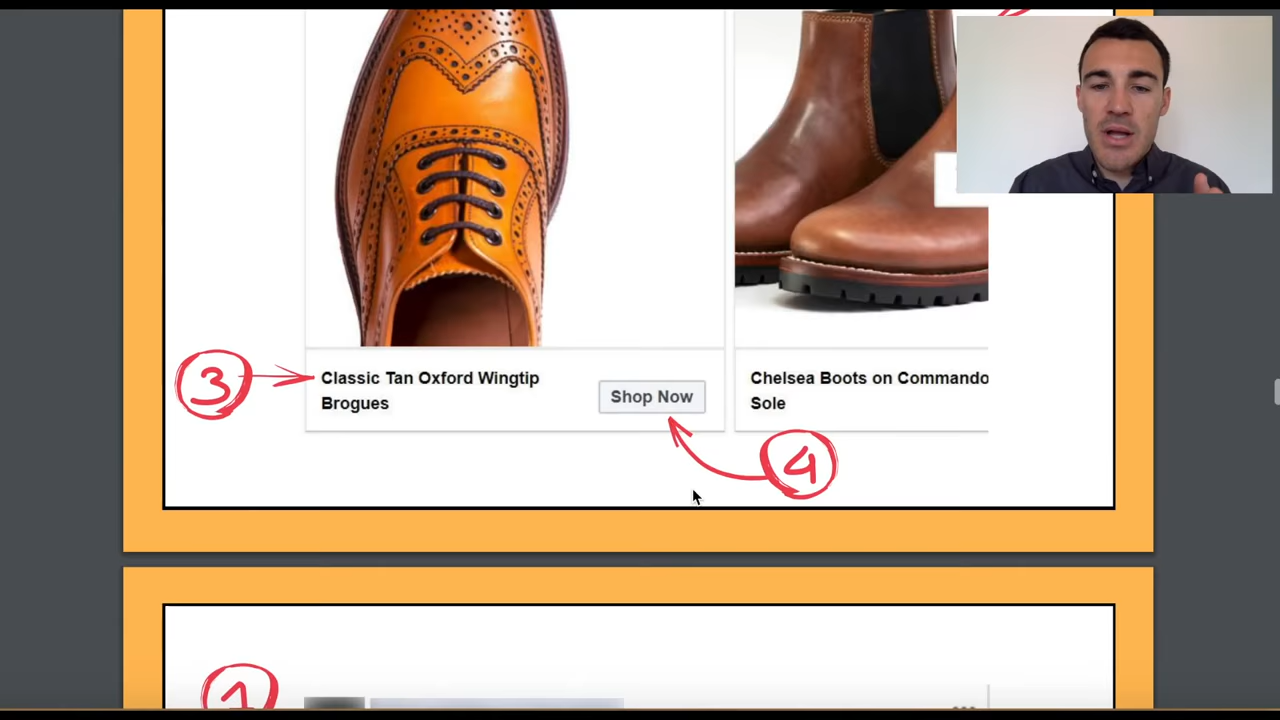 3
Classic Tan Oxford Wingtip
Brogues
Shop Now
Chelsea Boots on Commando
Sole
4
1